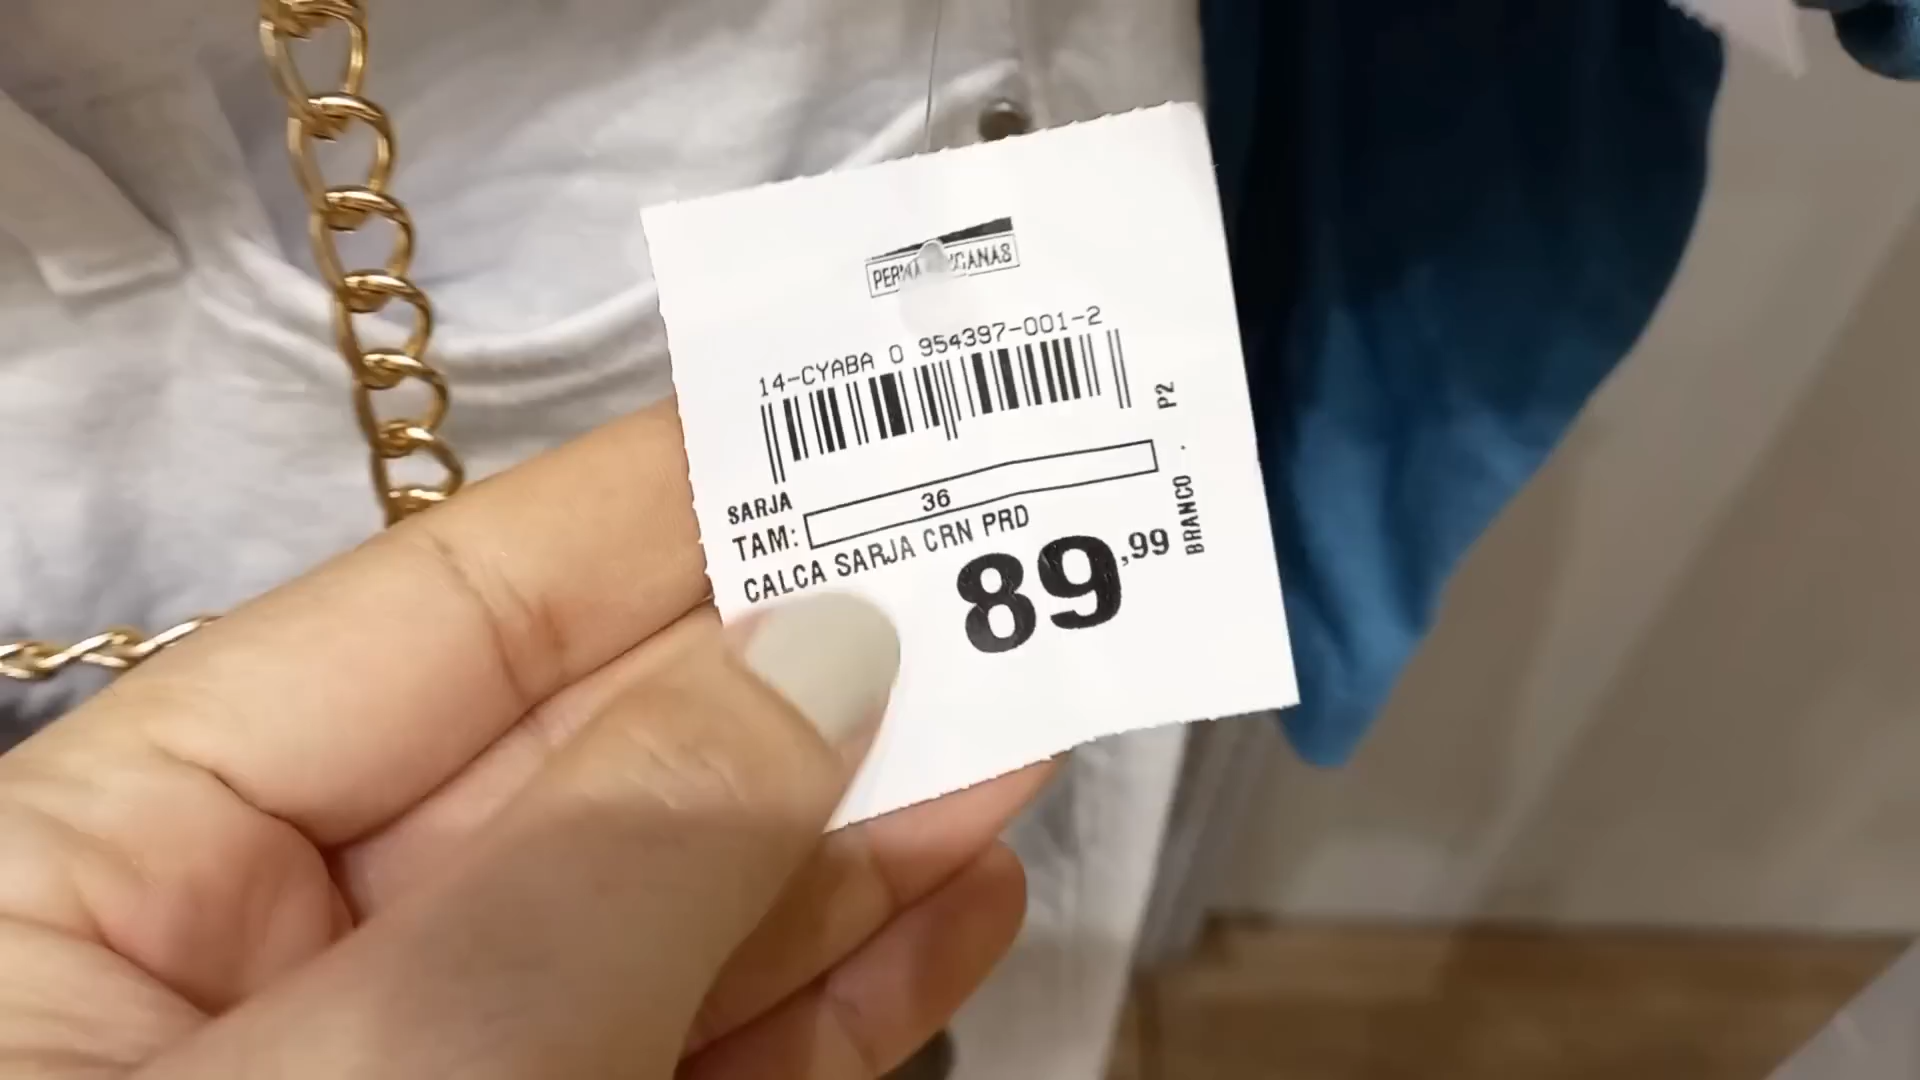 14-CYABA 0 954397-001-2
P2
SARJA
TAM: 36
CALCA SARJA CRN PRD
BRANCO .
89,99